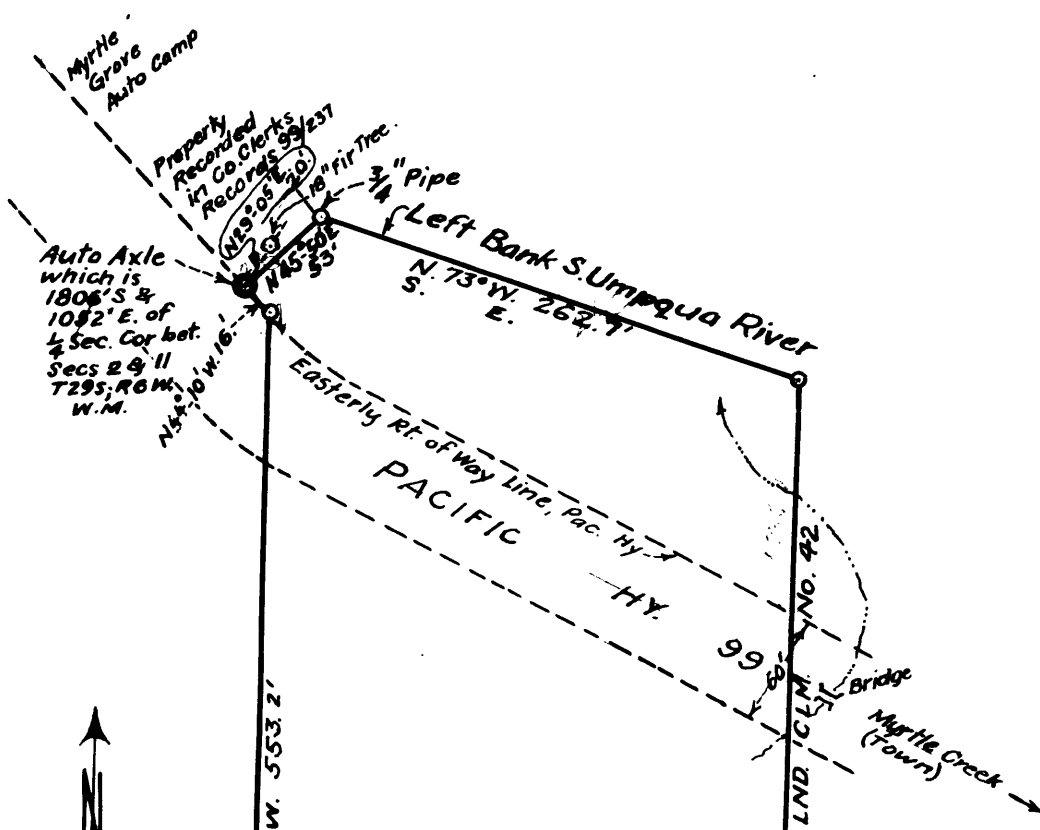 Myrtle
Grove
Auto Camp
Property
Recorded
in Co. Clerks
Records 99/237
N29°05'E
20'
18" Fir Tree.
3/4" Pipe
Left Bank S. Umpqua River
N. 73° W. 262.7'
S. E.
N45°50'E
53'
Auto Axle
which is
1806' S &
1052' E. of
1/4 Sec. Cor bet.
Secs 2 & 11
T29S, R6W.
W.M.
N54°10'W. 16'
Easterly Rt. of Way Line, Pac. Hy
PACIFIC
HY.
99
60'
No. 42
LND. CLM.
Bridge
Myrtle Creek
(Town)
W. 553.2'
N